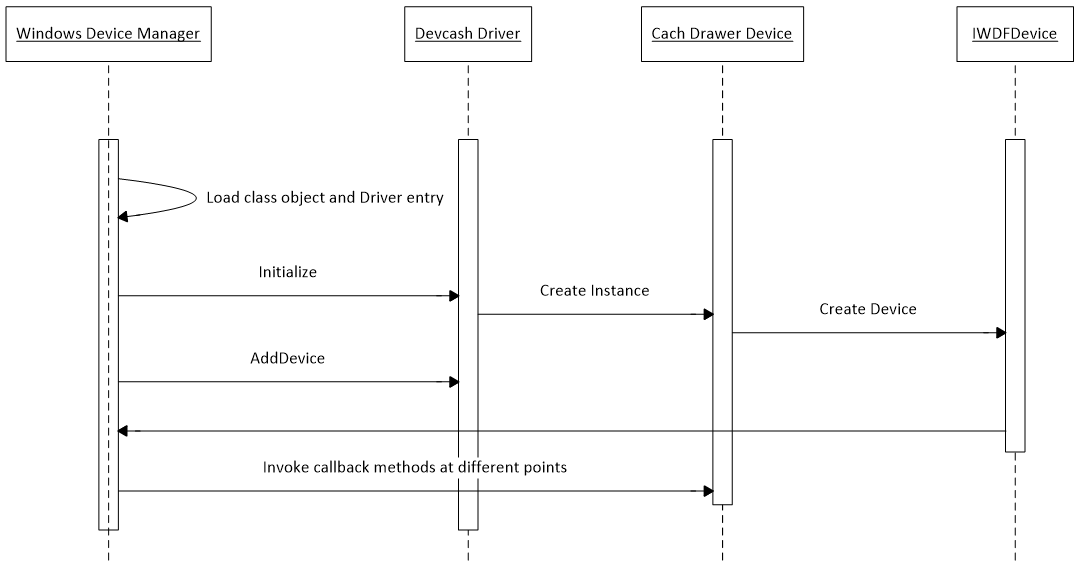 Windows Device Manager
Devcash Driver
Cach Drawer Device
IWDFDevice
Load class object and Driver entry
Initialize
Create Instance
Create Device
AddDevice
Invoke callback methods at different points